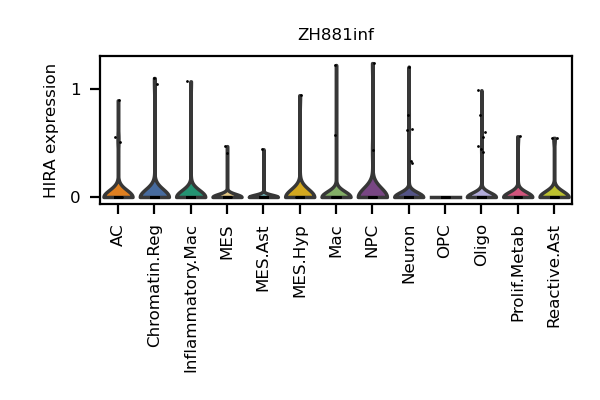 ZH881inf
HIRA expression
1
0
AC
Chromatin.Reg
Inflammatory.Mac
MES
MES.Ast
MES.Hyp
Mac
NPC
Neuron
OPC
Oligo
Prolif.Metab
Reactive.Ast